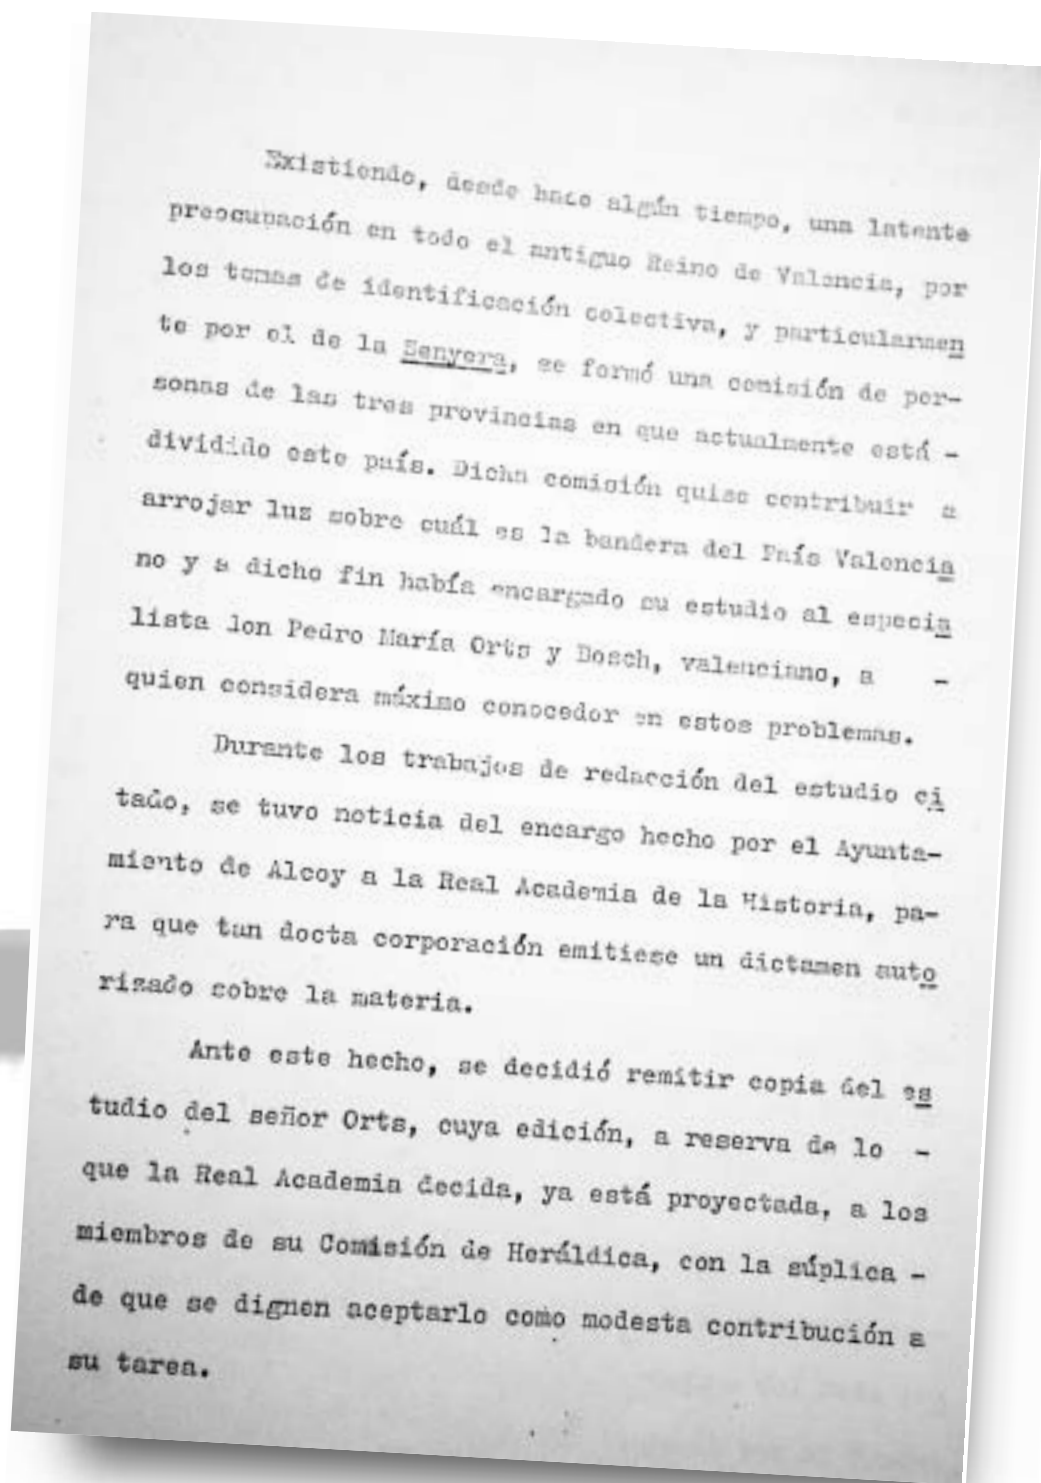 Existiendo, desde hace algún tiempo, una latente
preocupación en todo el antiguo Reino de Valencia, por
los temas de identificación colectiva, y particularmen
te por el de la Senyera, se formó una comisión de per-
sonas de las tres provincias en que actualmente está -
dividido este país. Dicha comisión quiso contribuir a
arrojar luz sobre cuál es la bandera del País Valencia
no y a dicho fin había encargado su estudio al especia
lista don Pedro María Orts y Bosch, valenciano, a -
quien considera máximo conocedor en estos problemas.
Durante los trabajos de redacción del estudio ci
tado, se tuvo noticia del encargo hecho por el Ayunta-
miento de Alcoy a la Real Academia de la Historia, pa-
ra que tan docta corporación emitiese un dictamen auto
rizado sobre la materia.
Ante este hecho, se decidió remitir copia del es
tudio del señor Orts, cuya edición, a reserva de lo -
que la Real Academia decida, ya está proyectada, a los
miembros de su Comisión de Heráldica, con la súplica -
de que se dignen aceptarlo como modesta contribución a
su tarea.